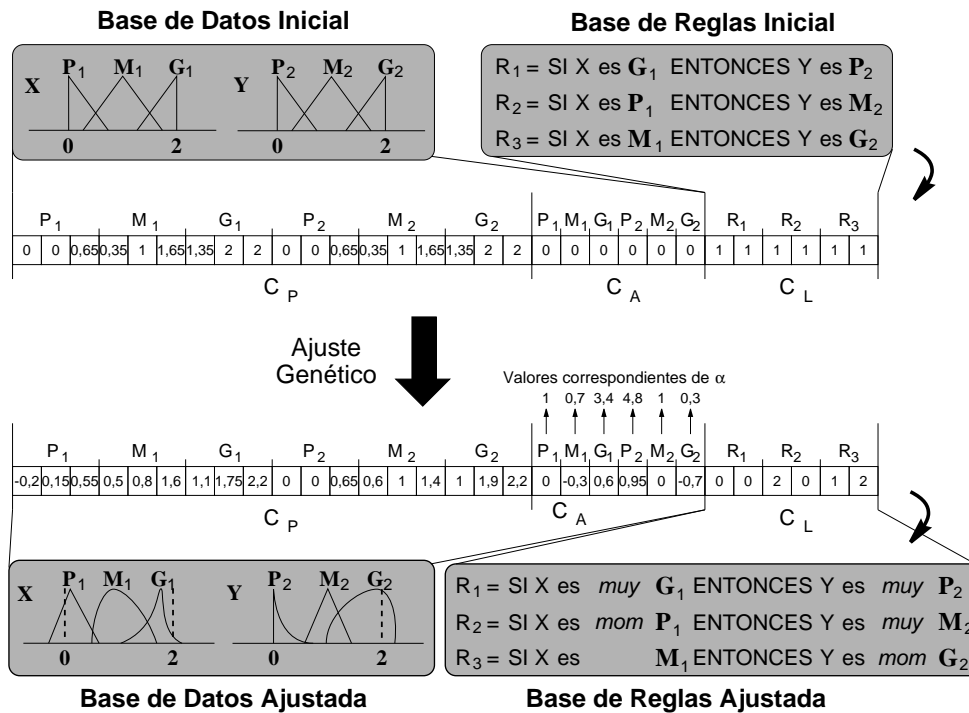 Base de Datos Inicial
Base de Reglas Inicial
X P1 M1 G1
0 2
Y P2 M2 G2
0 2
R1 = SI X es G1 ENTONCES Y es P2
R2 = SI X es P1 ENTONCES Y es M2
R3 = SI X es M1 ENTONCES Y es G2
P1 M1 G1 P2 M2 G2 P1 M1 G1 P2 M2 G2 R1 R2 R3
0 0 0,65 0,35 1 1,65 1,35 2 2 0 0 0,65 0,35 1 1,65 1,35 2 2 0 0 0 0 0 0 1 1 1 1 1 1
CP CA CL
Ajuste
Genético
Valores correspondientes de α
1 0,7 3,4 4,8 1 0,3
P1 M1 G1 P2 M2 G2 P1 M1 G1 P2 M2 G2 R1 R2 R3
-0,2 0,15 0,55 0,5 0,8 1,6 1,1 1,75 2,2 0 0 0,65 0,6 1 1,4 1 1,9 2,2 0 -0,3 0,6 0,95 0 -0,7 0 0 2 0 1 2
CP CA CL
X P1 M1 G1
0 2
Y P2 M2 G2
0 2
R1 = SI X es muy G1 ENTONCES Y es muy P2
R2 = SI X es mom P1 ENTONCES Y es muy M2
R3 = SI X es M1 ENTONCES Y es mom G2
Base de Datos Ajustada
Base de Reglas Ajustada